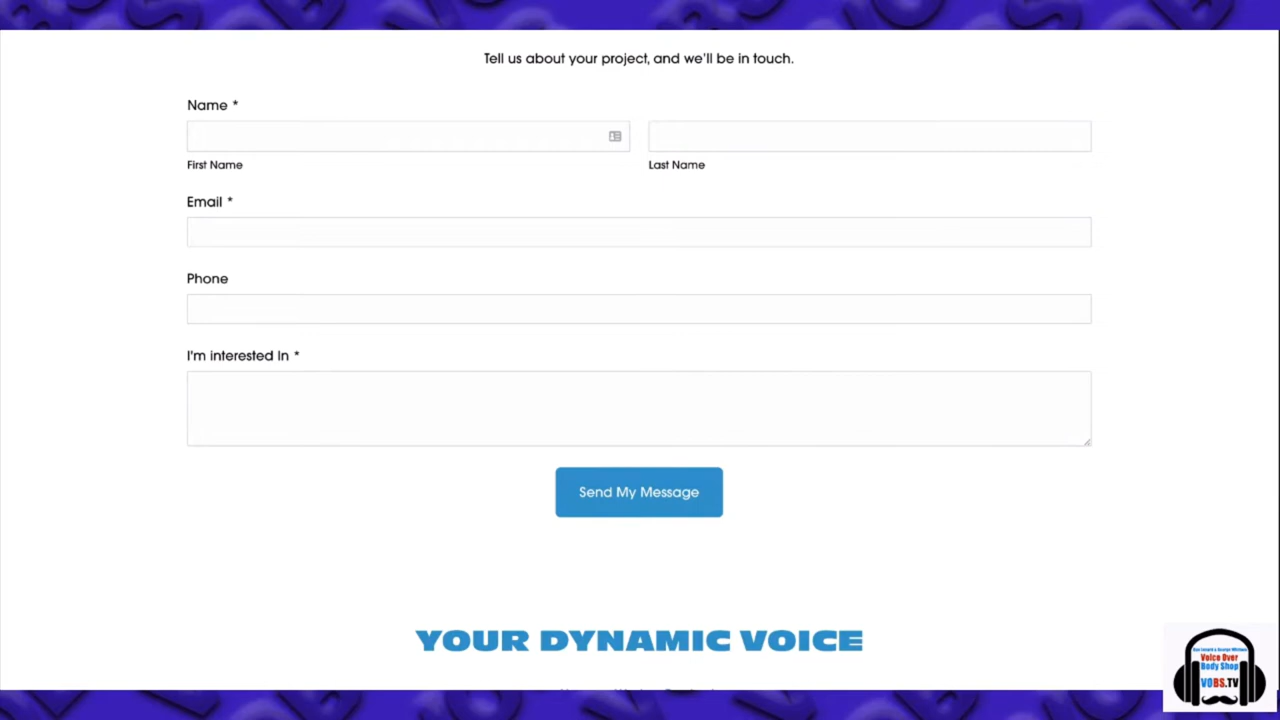 Tell us about your project, and we'll be in touch.
Name *
First Name
Last Name
Email *
Phone
I'm interested In *
Send My Message
YOUR DYNAMIC VOICE
Voice Over
Body Shop
VOBS.TV